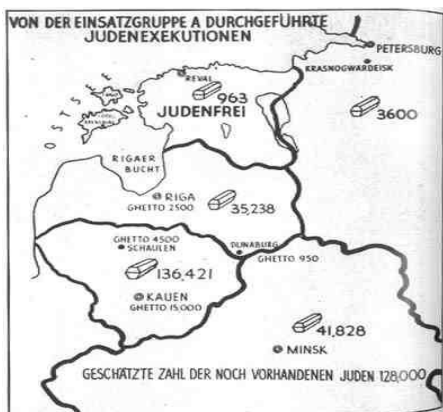 VON DER EINSATZGRUPPE A DURCHGEFÜHRTE
JUDENEXEKUTIONEN
PETERSBURG
KRASNOGWARDEISK
REVAL
963
JUDENFREI
3600
OSTSEE
RIGAER
BUCHT
RIGA
GHETTO 2500
35,238
GHETTO 4500
SCHAULEN
DUNABURG
GHETTO 950
136,421
KAUEN
GHETTO 15,000
41,828
MINSK
GESCHÄTZTE ZAHL DER NOCH VORHANDENEN JUDEN 128,000